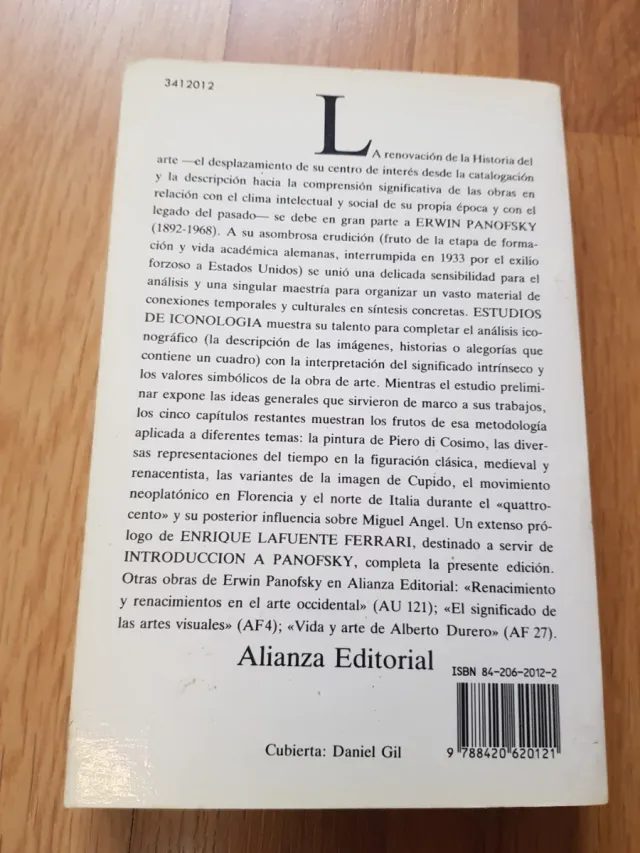 3412012
LA renovación de la Historia del
arte —el desplazamiento de su centro de interés desde la catalogación
y la descripción hacia la comprensión significativa de las obras en
relación con el clima intelectual y social de su propia época y con el
legado del pasado— se debe en gran parte a ERWIN PANOFSKY
(1892-1968). A su asombrosa erudición (fruto de la etapa de forma-
ción y vida académica alemanas, interrumpida en 1933 por el exilio
forzoso a Estados Unidos) se unió una delicada sensibilidad para el
análisis y una singular maestría para organizar un vasto material de
conexiones temporales y culturales en síntesis concretas. ESTUDIOS
DE ICONOLOGIA muestra su talento para completar el análisis ico-
nográfico (la descripción de las imágenes, historias o alegorías que
contiene un cuadro) con la interpretación del significado intrínseco y
los valores simbólicos de la obra de arte. Mientras el estudio prelimi-
nar expone las ideas generales que sirvieron de marco a sus trabajos,
los cinco capítulos restantes muestran los frutos de esa metodología
aplicada a diferentes temas: la pintura de Piero di Cosimo, las diver-
sas representaciones del tiempo en la figuración clásica, medieval y
renacentista, las variantes de la imagen de Cupido, el movimiento
neoplatónico en Florencia y el norte de Italia durante el «quattro-
cento» y su posterior influencia sobre Miguel Angel. Un extenso pró-
logo de ENRIQUE LAFUENTE FERRARI, destinado a servir de
INTRODUCCION A PANOFSKY, completa la presente edición.
Otras obras de Erwin Panofsky en Alianza Editorial: «Renacimiento
y renacimientos en el arte occidental» (AU 121); «El significado de
las artes visuales» (AF4); «Vida y arte de Alberto Durero» (AF 27).
Alianza Editorial
ISBN 84-206-2012-2
9 788420 620121
Cubierta: Daniel Gil